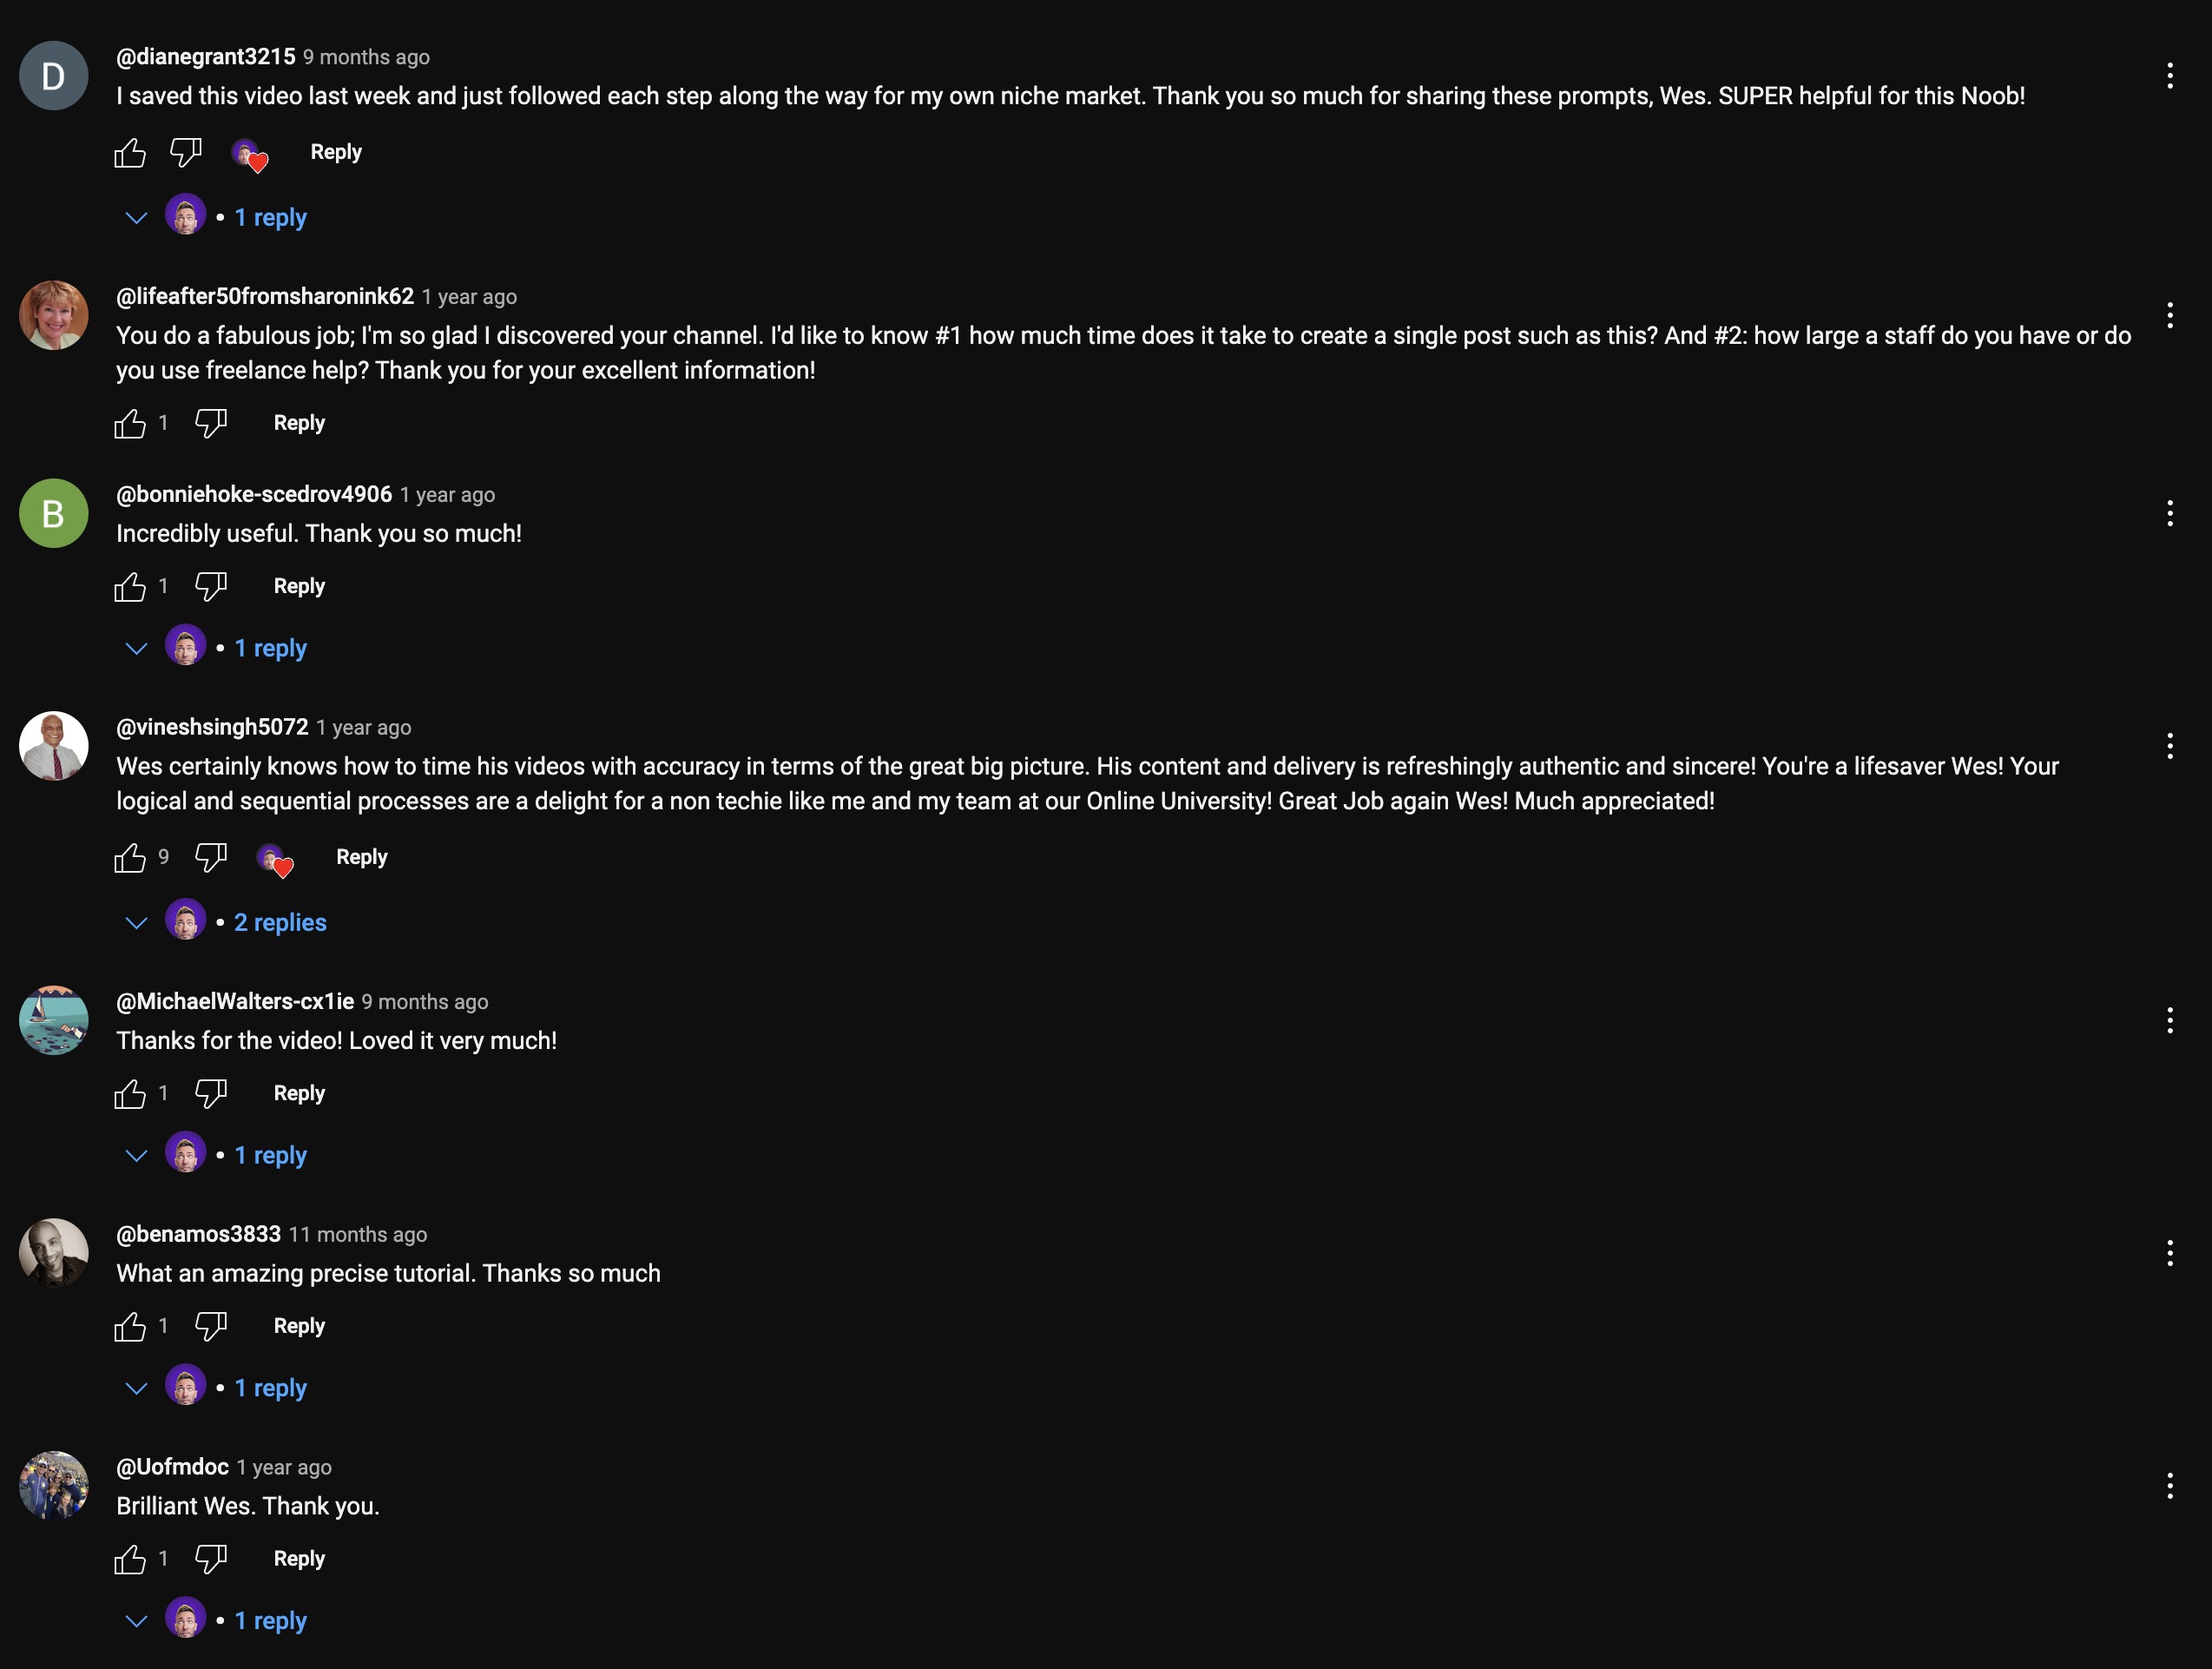 D
@dianegrant3215 9 months ago
I saved this video last week and just followed each step along the way for my own niche market. Thank you so much for sharing these prompts, Wes. SUPER helpful for this Noob!
Reply
• 1 reply
@lifeafter50fromsharonink62 1 year ago
You do a fabulous job; I'm so glad I discovered your channel. I'd like to know #1 how much time does it take to create a single post such as this? And #2: how large a staff do you have or do
you use freelance help? Thank you for your excellent information!
1 Reply
B
@bonniehoke-scedrov4906 1 year ago
Incredibly useful. Thank you so much!
1 Reply
• 1 reply
@vineshsingh5072 1 year ago
Wes certainly knows how to time his videos with accuracy in terms of the great big picture. His content and delivery is refreshingly authentic and sincere! You're a lifesaver Wes! Your
logical and sequential processes are a delight for a non techie like me and my team at our Online University! Great Job again Wes! Much appreciated!
9 Reply
• 2 replies
@MichaelWalters-cx1ie 9 months ago
Thanks for the video! Loved it very much!
1 Reply
• 1 reply
@benamos3833 11 months ago
What an amazing precise tutorial. Thanks so much
1 Reply
• 1 reply
@Uofmdoc 1 year ago
Brilliant Wes. Thank you.
1 Reply
• 1 reply